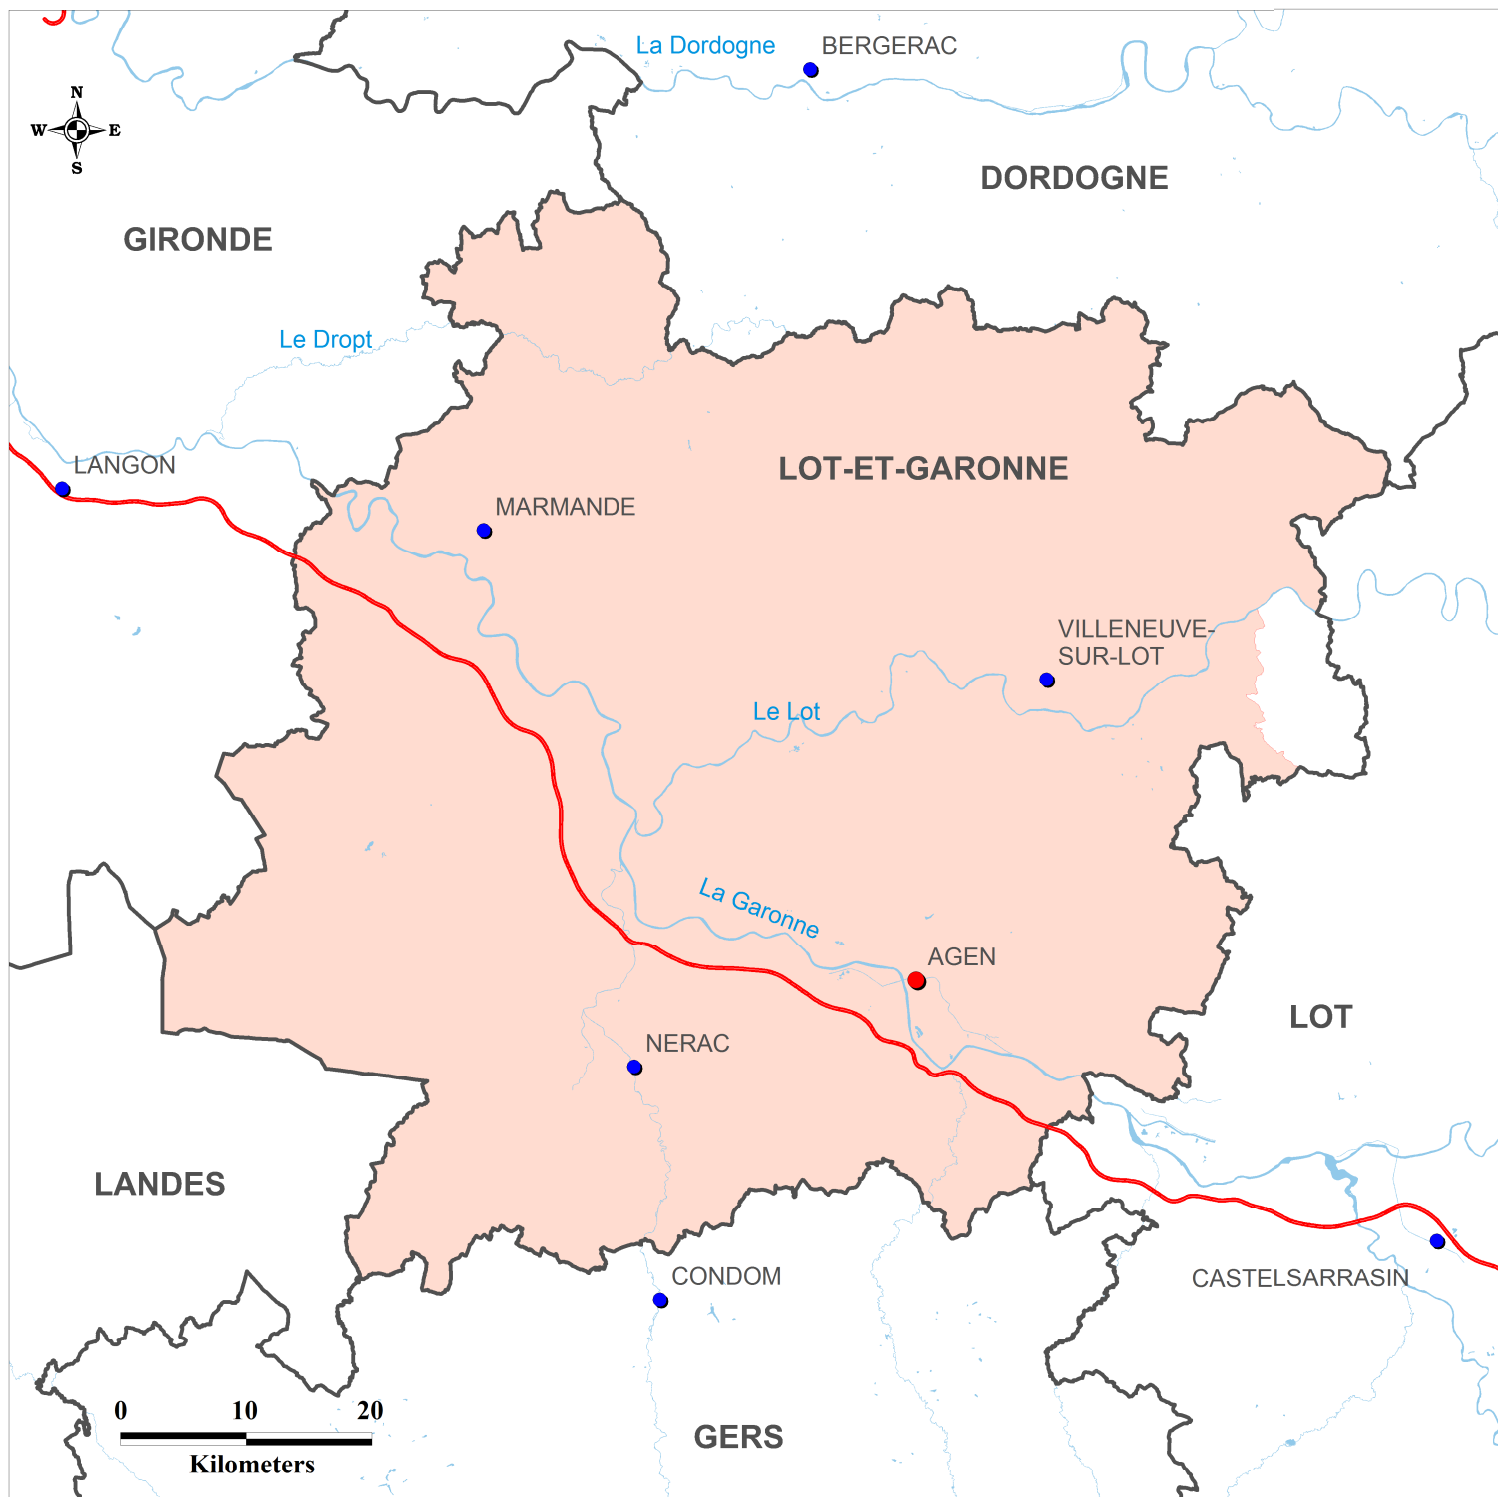 La Dordogne
BERGERAC
N
W E
S
DORDOGNE
GIRONDE
Le Dropt
LANGON
LOT-ET-GARONNE
MARMANDE
VILLENEUVE-
SUR-LOT
Le Lot
La Garonne
AGEN
LOT
NERAC
LANDES
CONDOM
CASTELSARRASIN
0 10 20
Kilometers
GERS